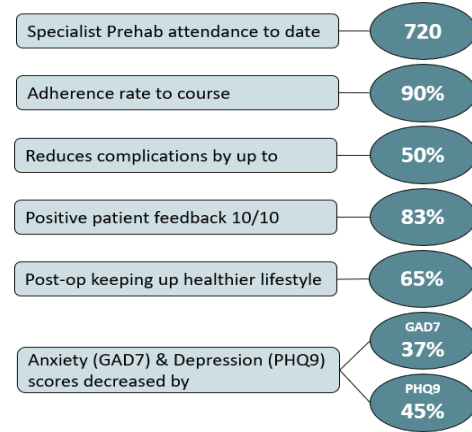 Specialist Prehab attendance to date
720
Adherence rate to course
90%
Reduces complications by up to
50%
Positive patient feedback 10/10
83%
Post-op keeping up healthier lifestyle
65%
Anxiety (GAD7) & Depression (PHQ9)
scores decreased by
GAD7
37%
PHQ9
45%